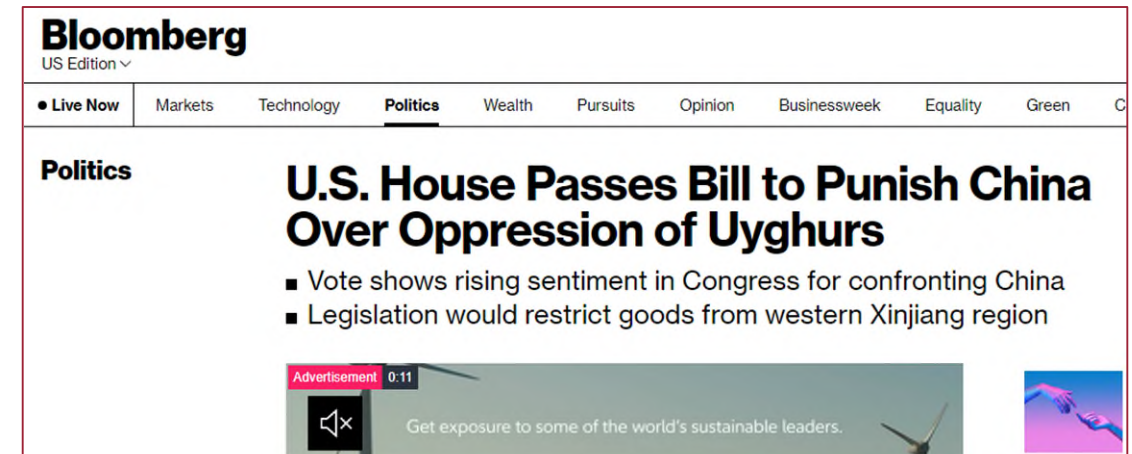 Bloomberg
US Edition
• Live Now Markets Technology Politics Wealth Pursuits Opinion Businessweek Equality Green C
Politics
U.S. House Passes Bill to Punish China
Over Oppression of Uyghurs
■ Vote shows rising sentiment in Congress for confronting China
■ Legislation would restrict goods from western Xinjiang region
Advertisement 0:11
Get exposure to some of the world's sustainable leaders.